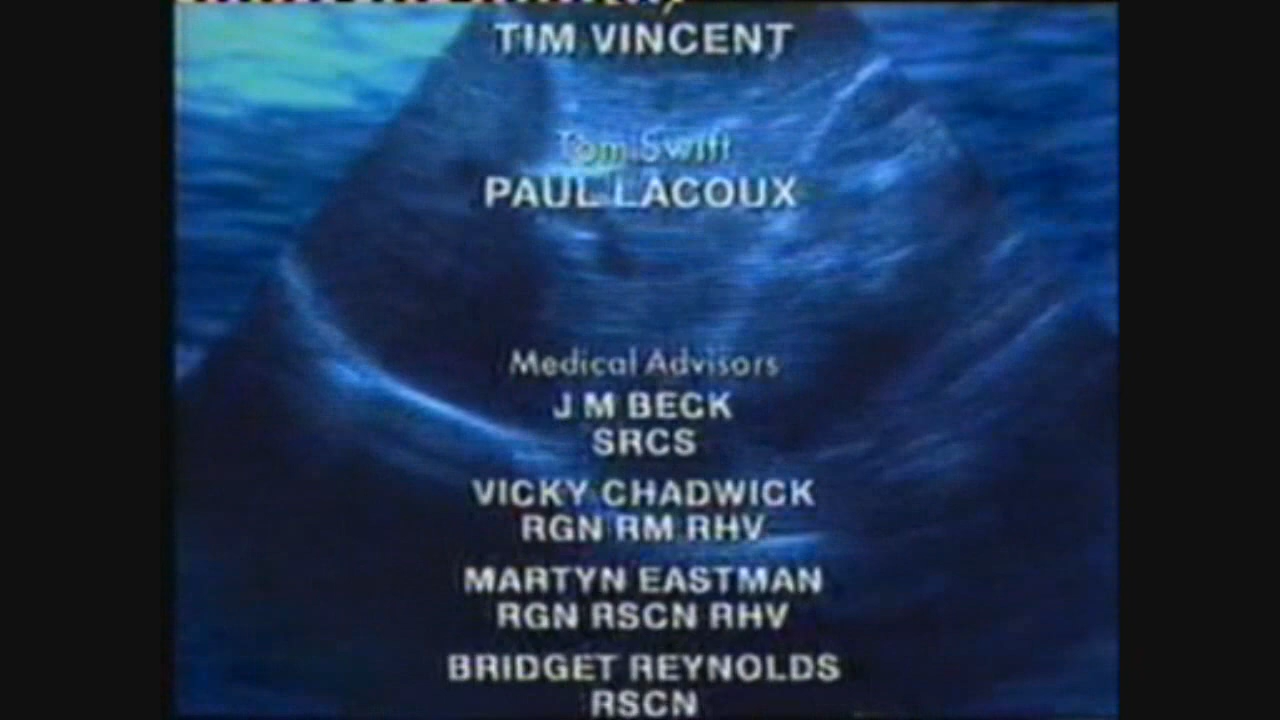 TIM VINCENT
Tom Swift
PAUL LACOUX
Medical Advisors
J M BECK
SRCS
VICKY CHADWICK
RGN RM RHV
MARTYN EASTMAN
RGN RSCN RHV
BRIDGET REYNOLDS
RSCN